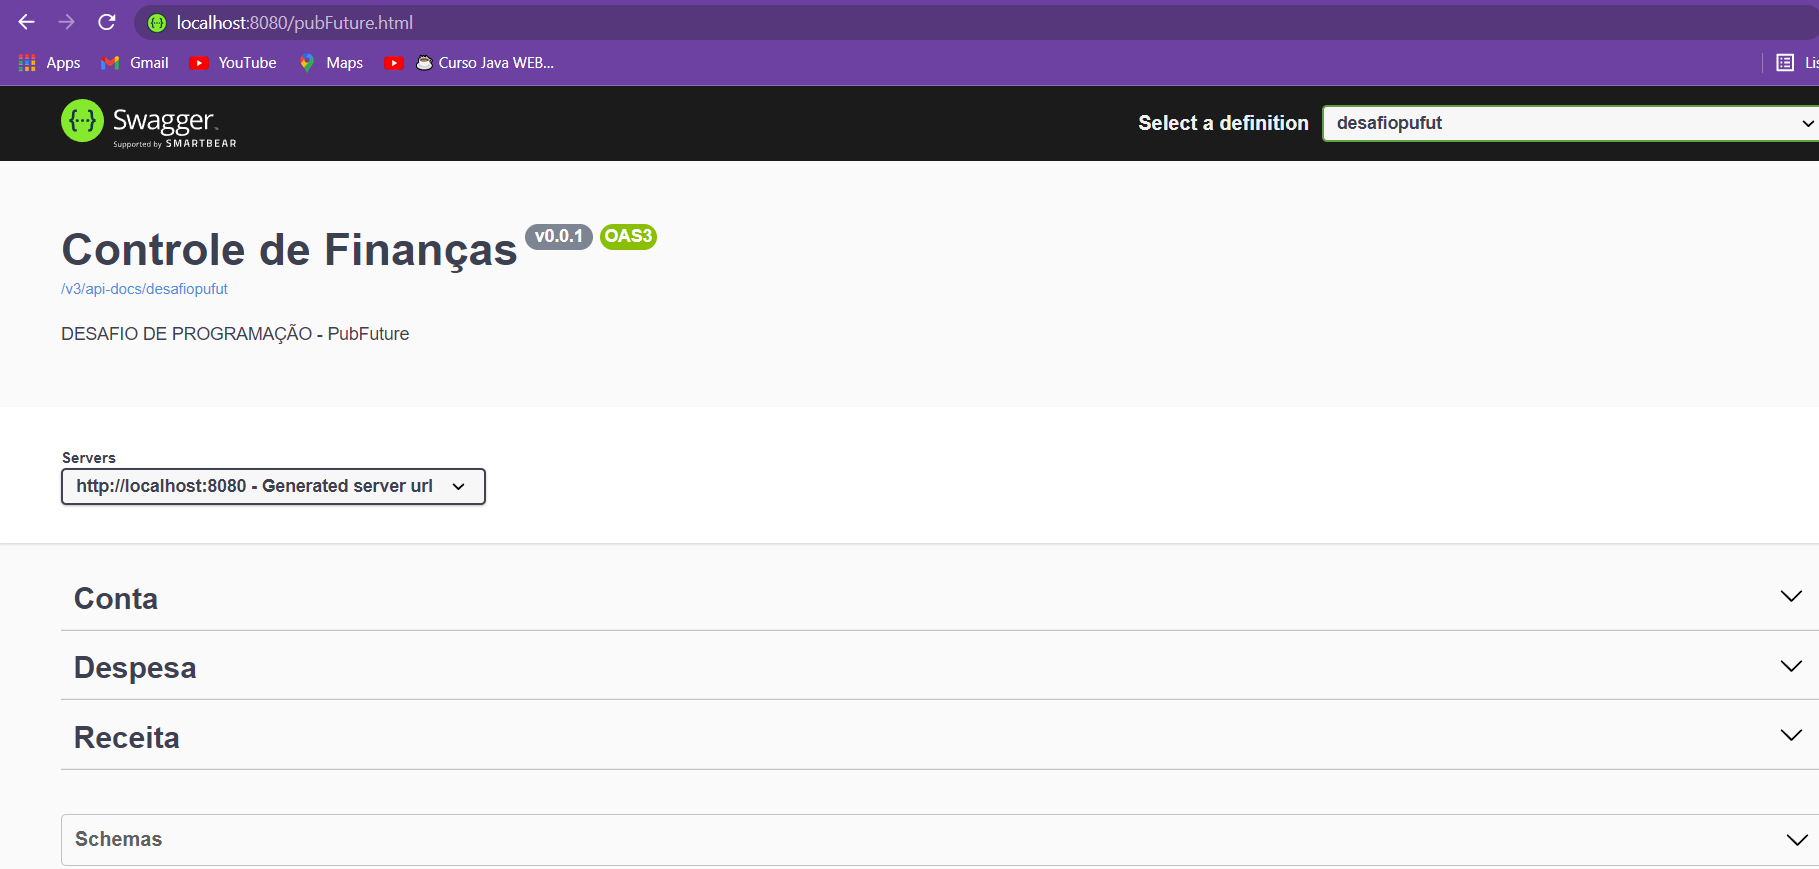 localhost:8080/pubFuture.html
Apps Gmail YouTube Maps Curso Java WEB...
Swagger
Supported by SMARTBEAR
Select a definition desafiopufut
Controle de Finanças v0.0.1 OAS3
/v3/api-docs/desafiopufut
DESAFIO DE PROGRAMAÇÃO - PubFuture
Servers
http://localhost:8080 - Generated server url
Conta
Despesa
Receita
Schemas